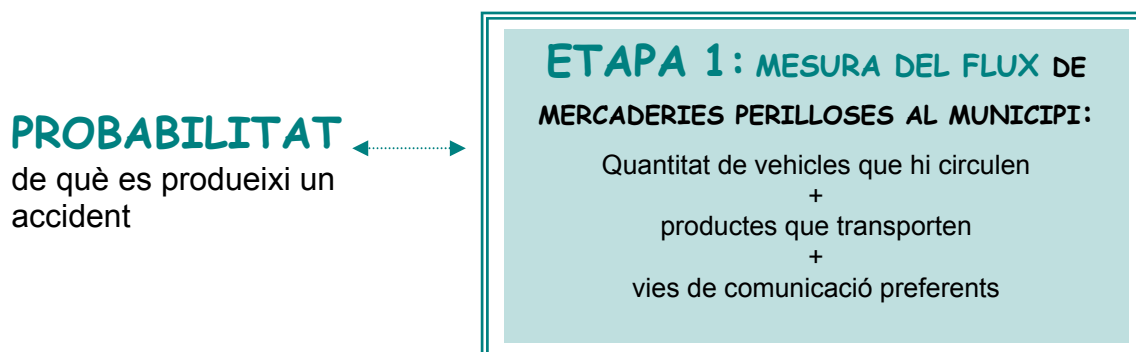 PROBABILITAT
de què es produeixi un
accident
ETAPA 1: MESURA DEL FLUX DE
MERCADERIES PERILLOSES AL MUNICIPI:
Quantitat de vehicles que hi circulen
+
productes que transporten
+
vies de comunicació preferents